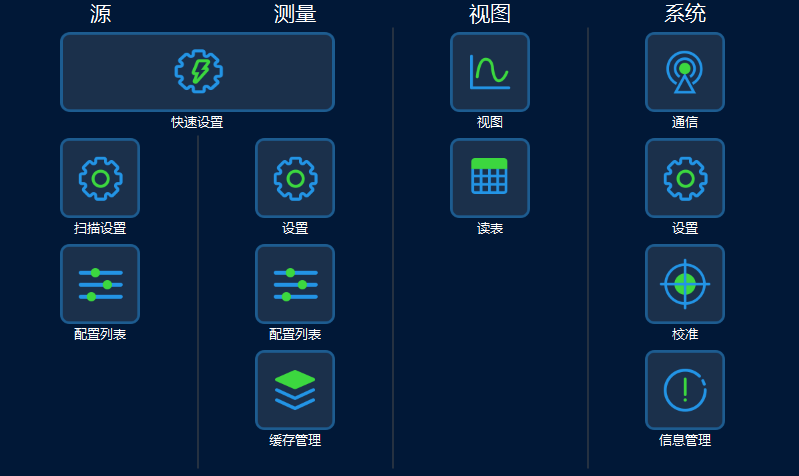 源
测量
视图
系统
快速设置
视图
通信
扫描设置
设置
读表
设置
配置列表
配置列表
校准
缓存管理
信息管理